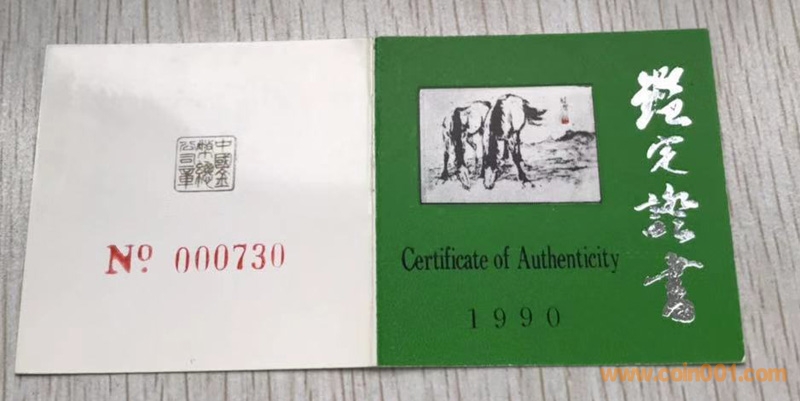 中國金
幣總
公司章
Nº 000730
鑑定證書
Certificate of Authenticity
1990
www.coin001.com